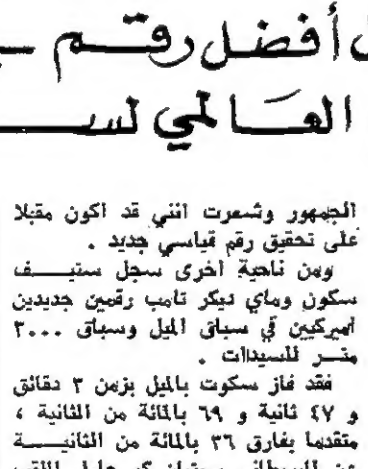 أفضل رقم
العالمي
الجمهور وشعرت انني قد اكون مقبلا
على تحقيق رقم قياسي جديد .
ومن ناحية اخرى سجل ستيف
سكوت وماي ديكر تامب رقمين جديدين
اميركيين في سباق الميل وسباق ٣٠٠٠
متر للسيدات .
فقد فاز سكوت بالميل بزمن ٣ دقائق
و ٤٧ ثانية و ٦٩ بالمائة من الثانية ،
متقدما بفارق ٣٦ بالمائة من الثانية